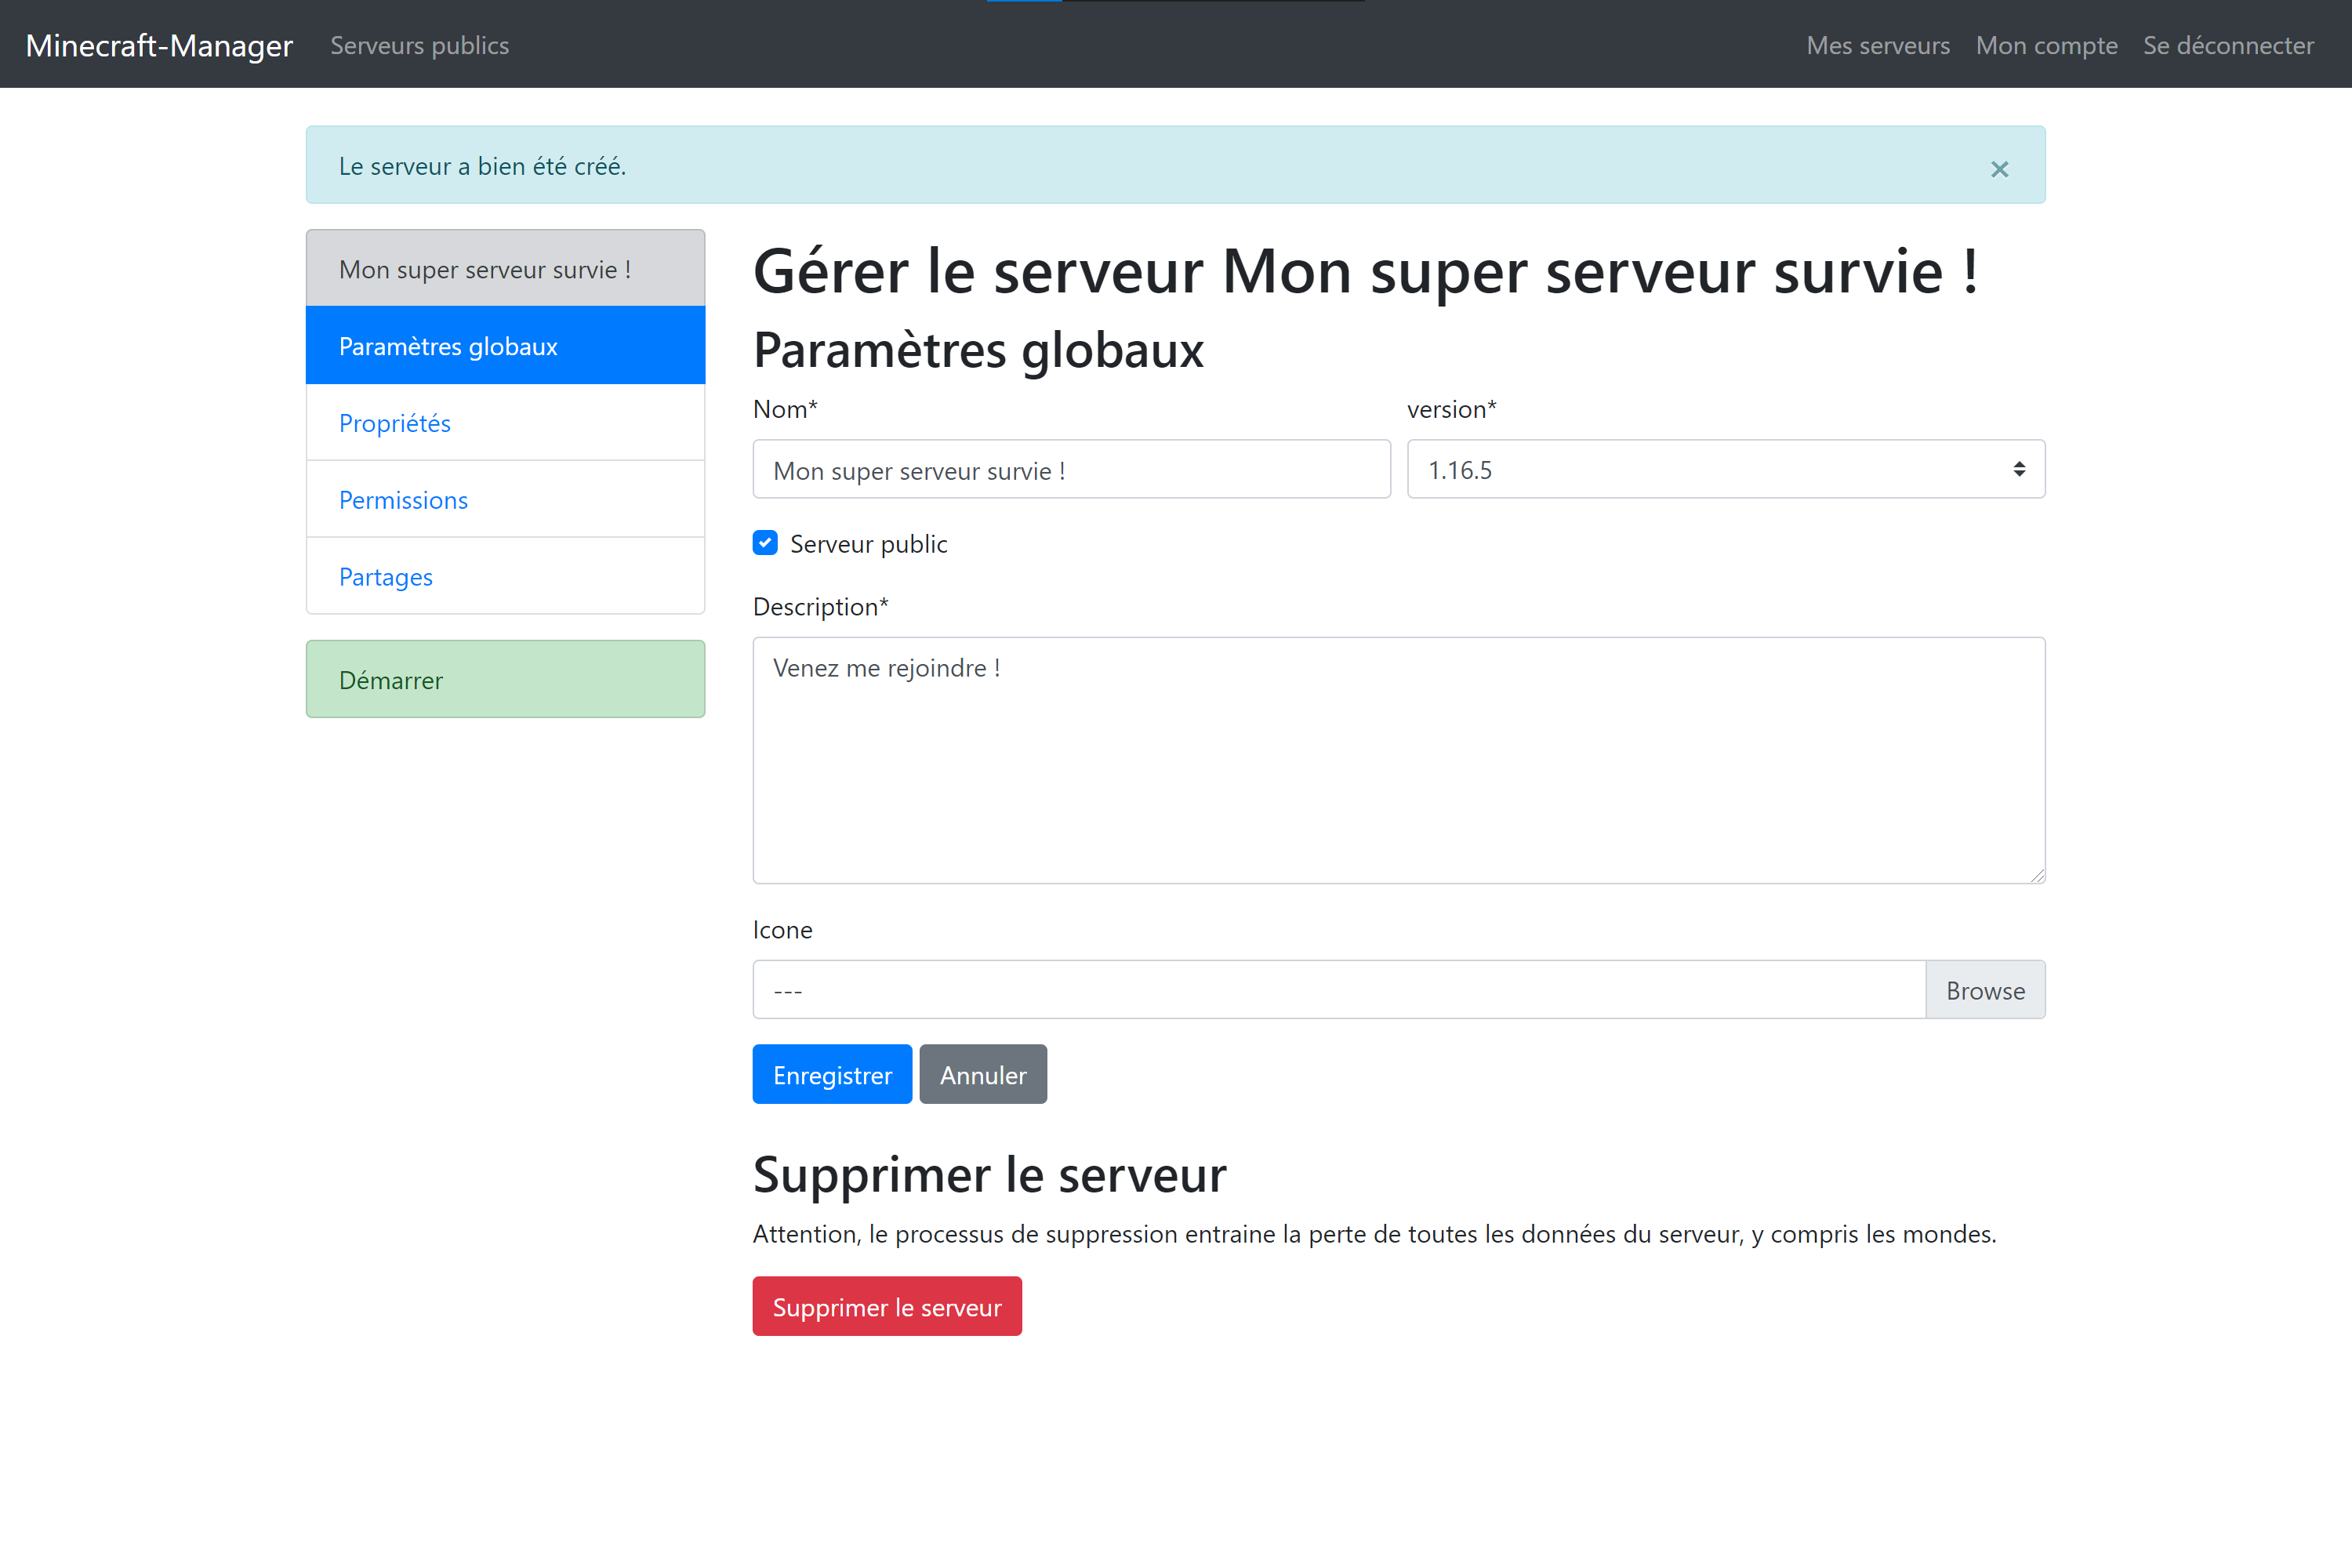 Minecraft-Manager
Serveurs publics
Mes serveurs
Mon compte
Se déconnecter
Le serveur a bien été créé.
×
Mon super serveur survie !
Paramètres globaux
Propriétés
Permissions
Partages
Démarrer
Gérer le serveur Mon super serveur survie !
Paramètres globaux
Nom*
version*
Mon super serveur survie !
1.16.5
Serveur public
Description*
Venez me rejoindre !
Icone
---
Browse
Enregistrer
Annuler
Supprimer le serveur
Attention, le processus de suppression entraine la perte de toutes les données du serveur, y compris les mondes.
Supprimer le serveur